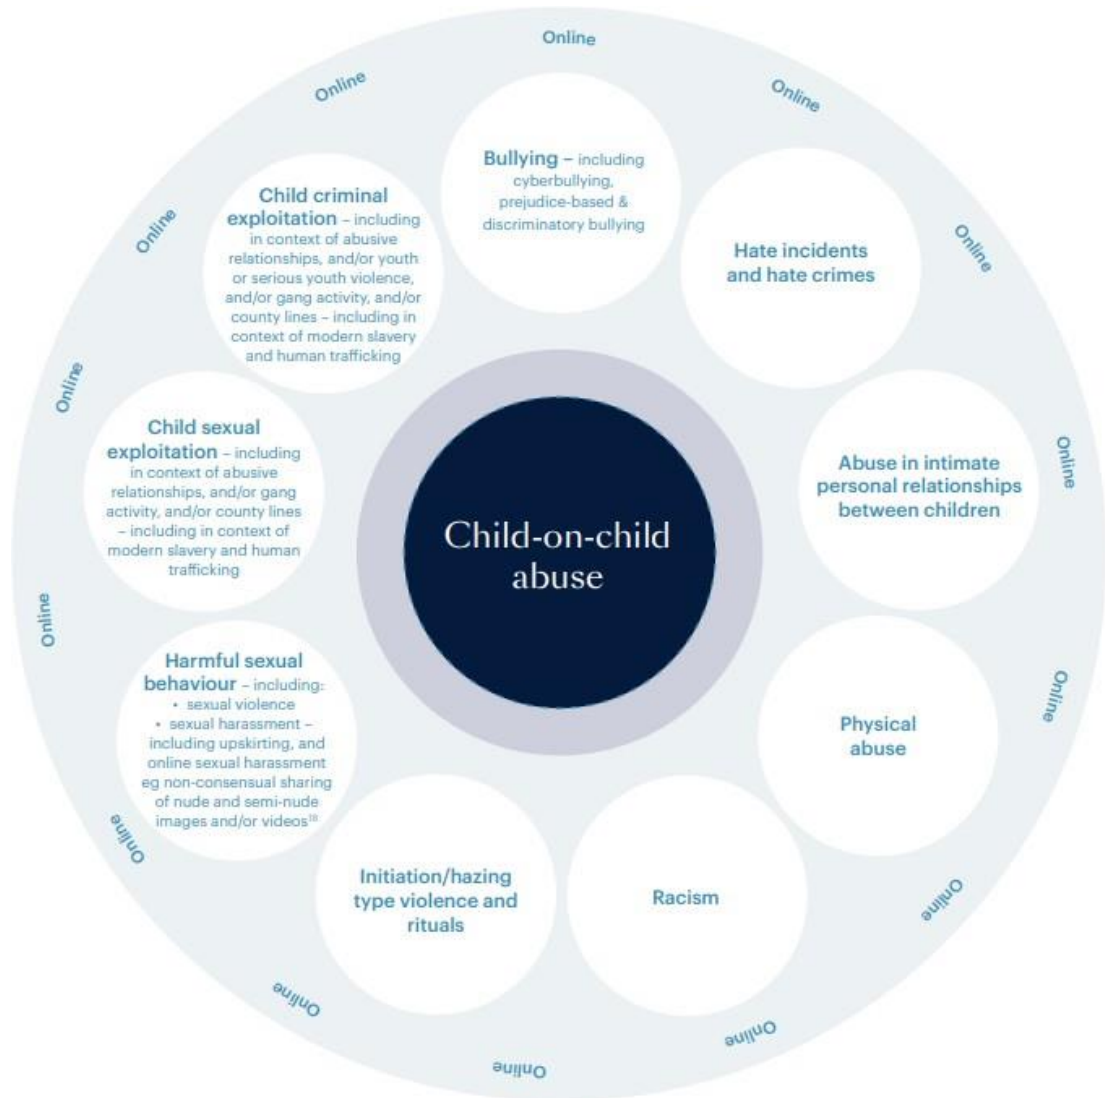 Online
Online
Online
Online
Online
Online
Online
Online
Online
Online
Online
Online
Online
Online
Bullying – including
cyberbullying,
prejudice-based &
discriminatory bullying
Hate incidents
and hate crimes
Abuse in intimate
personal relationships
between children
Physical
abuse
Racism
Initiation/hazing
type violence and
rituals
Harmful sexual
behaviour – including:
• sexual violence
• sexual harassment –
including upskirting, and
online sexual harassment
eg non-consensual sharing
of nude and semi-nude
images and/or videos¹⁸
Child sexual
exploitation – including
in context of abusive
relationships, and/or gang
activity, and/or county lines
– including in context of
modern slavery and human
trafficking
Child criminal
exploitation – including
in context of abusive
relationships, and/or youth
or serious youth violence,
and/or gang activity, and/or
county lines – including in
context of modern slavery
and human trafficking
Child-on-child
abuse